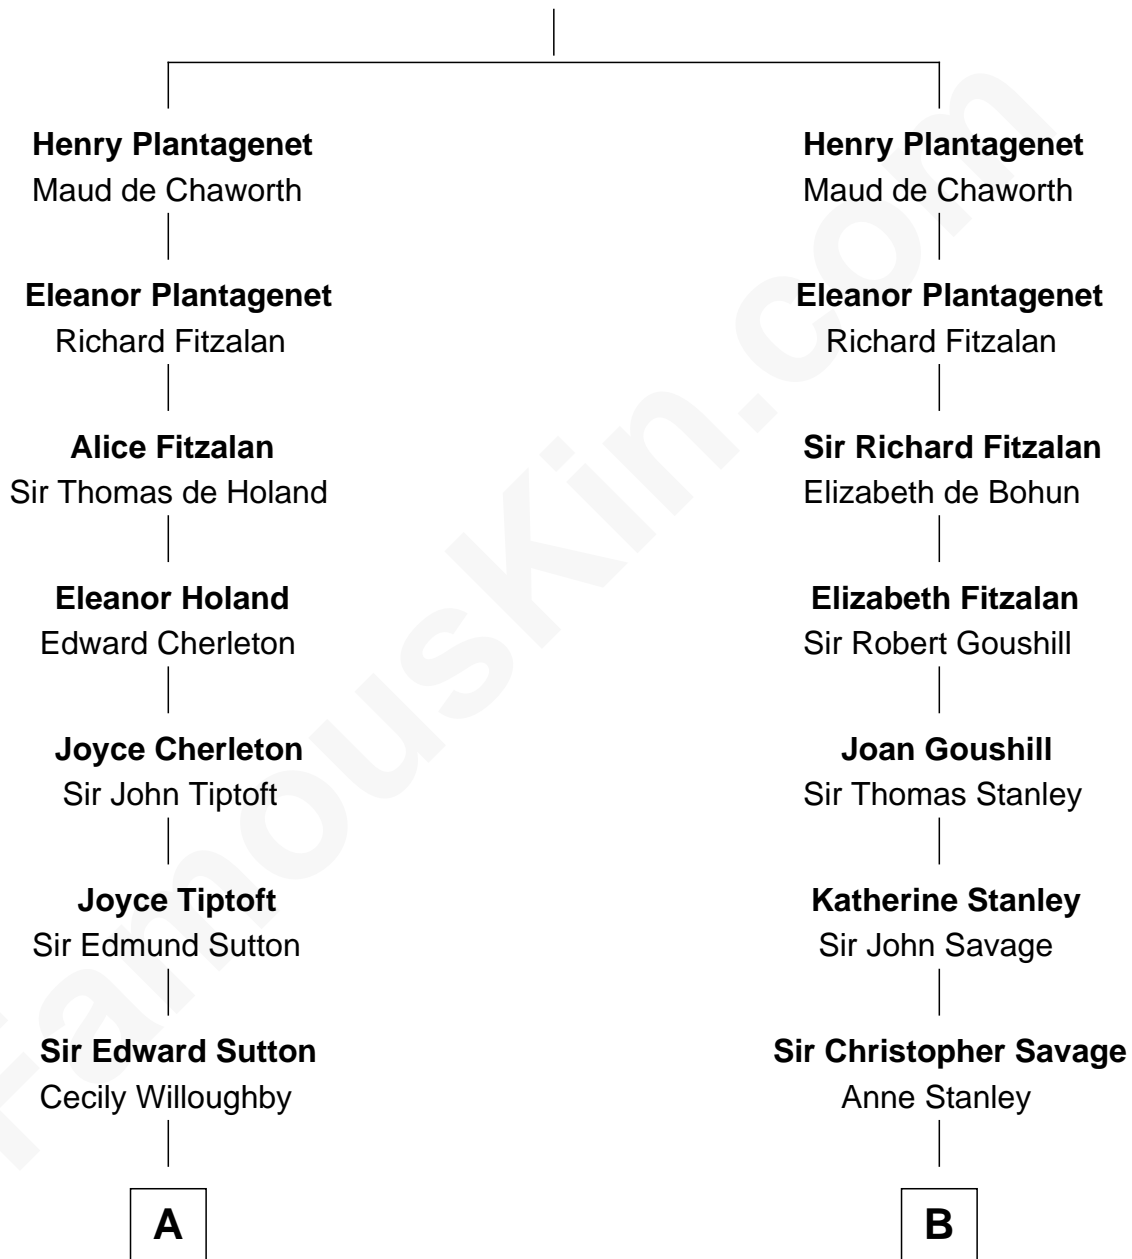 Henry Plantagenet
Maud de Chaworth
Eleanor Plantagenet
Richard Fitzalan
Alice Fitzalan
Sir Thomas de Holand
Eleanor Holand
Edward Cherleton
Joyce Cherleton
Sir John Tiptoft
Joyce Tiptoft
Sir Edmund Sutton
Sir Edward Sutton
Cecily Willoughby
A
Henry Plantagenet
Maud de Chaworth
Eleanor Plantagenet
Richard Fitzalan
Sir Richard Fitzalan
Elizabeth de Bohun
Elizabeth Fitzalan
Sir Robert Goushill
Joan Goushill
Sir Thomas Stanley
Katherine Stanley
Sir John Savage
Sir Christopher Savage
Anne Stanley
B
FamousKin.com